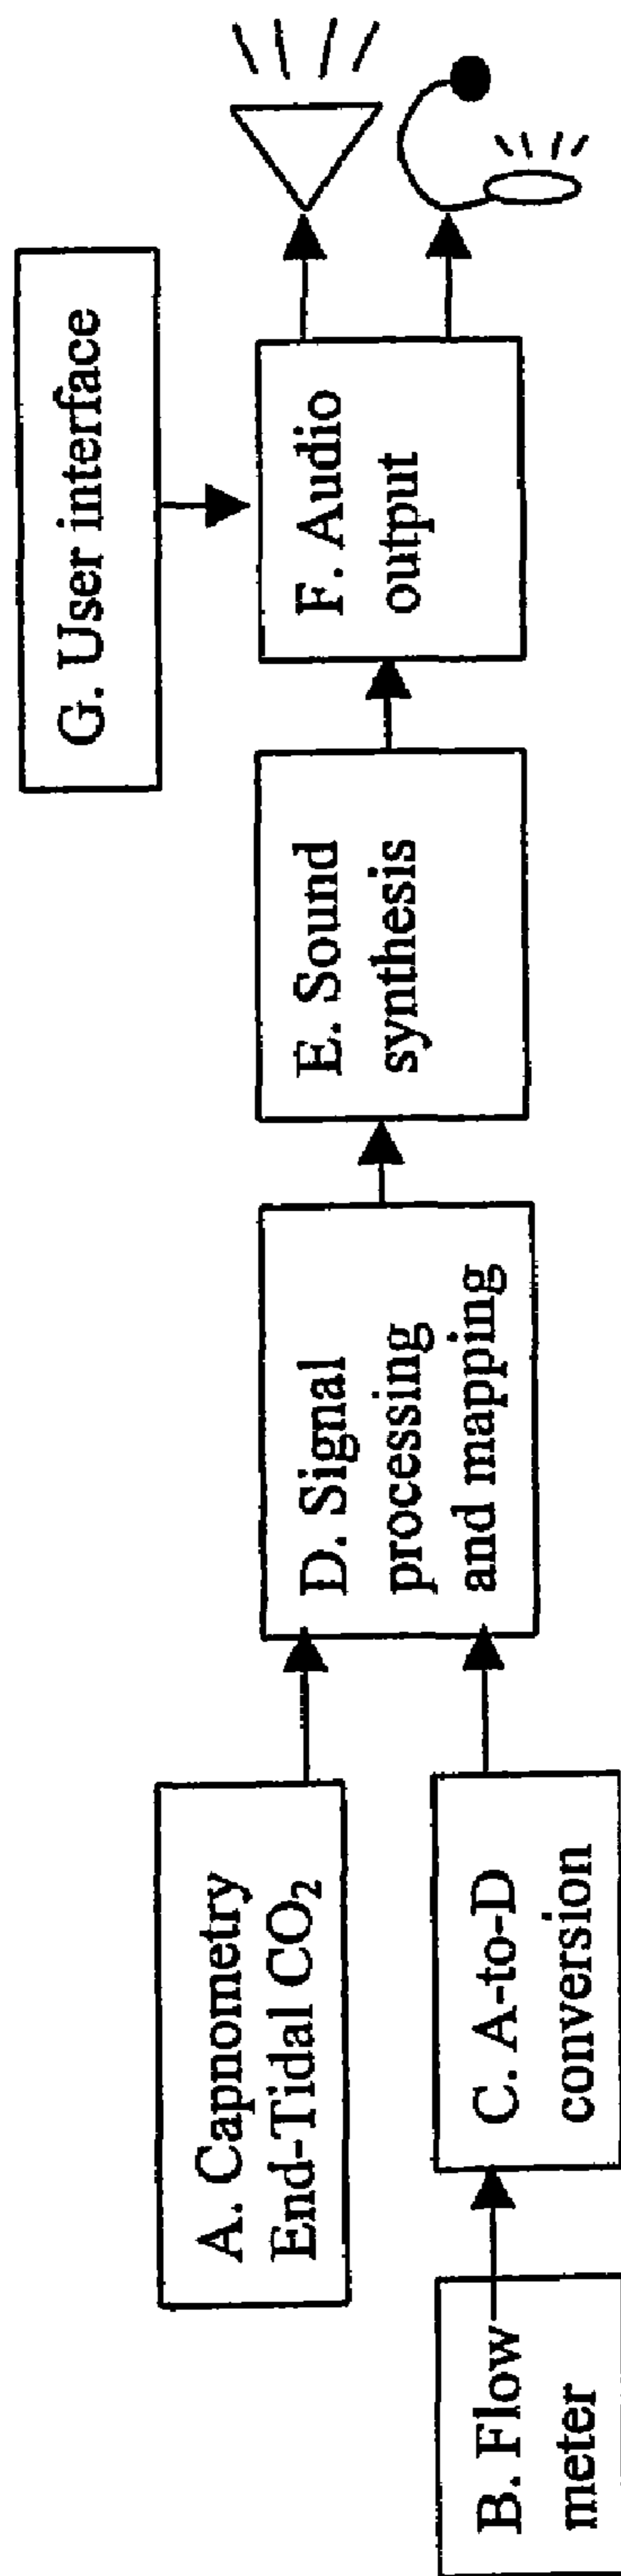 A. Capnometry
End-Tidal CO₂
B. Flow
meter
C. A-to-D
conversion
D. Signal
processing
and mapping
E. Sound
synthesis
F. Audio
output
G. User interface